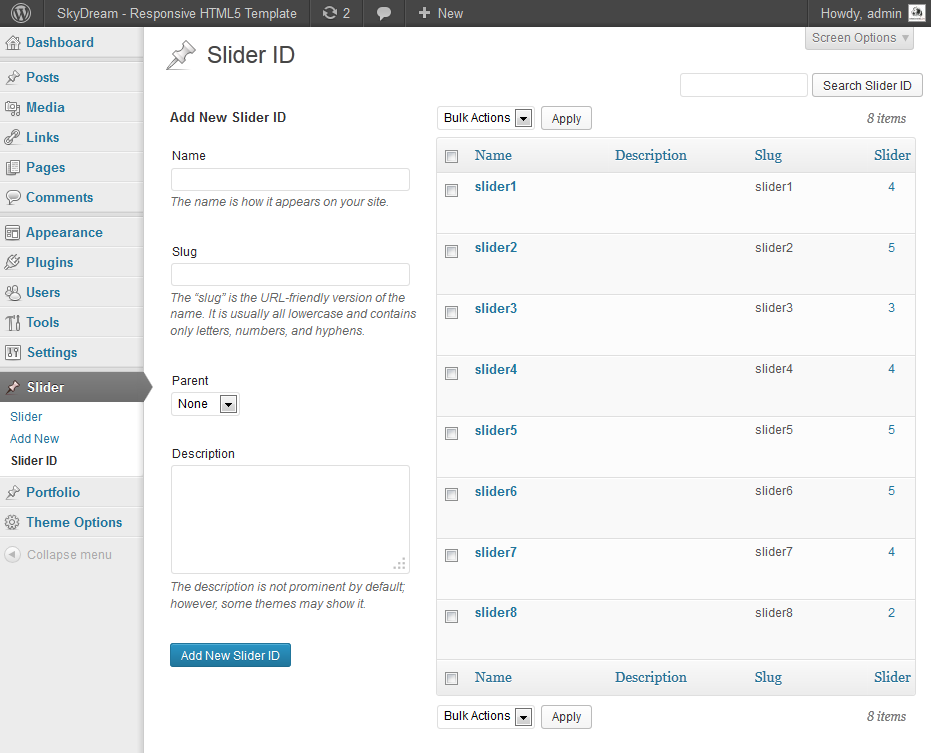 SkyDream - Responsive HTML5 Template 2 + New Howdy, admin
Screen Options
Dashboard
Posts
Media
Links
Pages
Comments
Appearance
Plugins
Users
Tools
Settings
Slider
Slider
Add New
Slider ID
Portfolio
Theme Options
Collapse menu
Slider ID
Search Slider ID
Add New Slider ID
Name
The name is how it appears on your site.
Slug
The “slug” is the URL-friendly version of the
name. It is usually all lowercase and contains
only letters, numbers, and hyphens.
Parent
None
Description
The description is not prominent by default;
however, some themes may show it.
Add New Slider ID
Bulk Actions Apply 8 items
Name Description Slug Slider
slider1 slider1 4
slider2 slider2 5
slider3 slider3 3
slider4 slider4 4
slider5 slider5 5
slider6 slider6 5
slider7 slider7 4
slider8 slider8 2
Name Description Slug Slider
Bulk Actions Apply 8 items